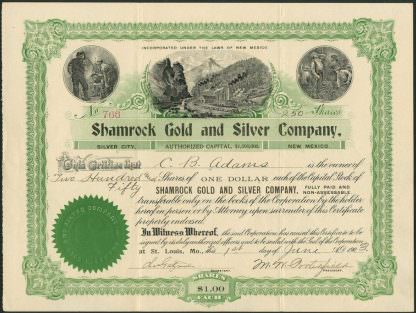 INCORPORATED UNDER THE LAWS OF NEW MEXICO
No 768 250 Shares
Shamrock Gold and Silver Company.
SILVER CITY, AUTHORIZED CAPITAL, $1,500,000. NEW MEXICO
This Certifies that C. B. Adams is the owner of
Two Hundred & Shares of ONE DOLLAR each of the Capital Stock of
Fifty SHAMROCK GOLD AND SILVER COMPANY. FULLY PAID AND NON-ASSESSABLE
transferable only on the books of the Corporation by the holder
hereof in person or by Attorney upon surrender of this Certificate
properly endorsed.
In Witness Whereof, the said Corporation has caused this Certificate to be
signed by its duly authorized officers and to be sealed with the Seal of the Corporation
at St. Louis, Mo., this 1st day of June 1903
SECRETARY. PRESIDENT.
SHARES
$1.00
EACH